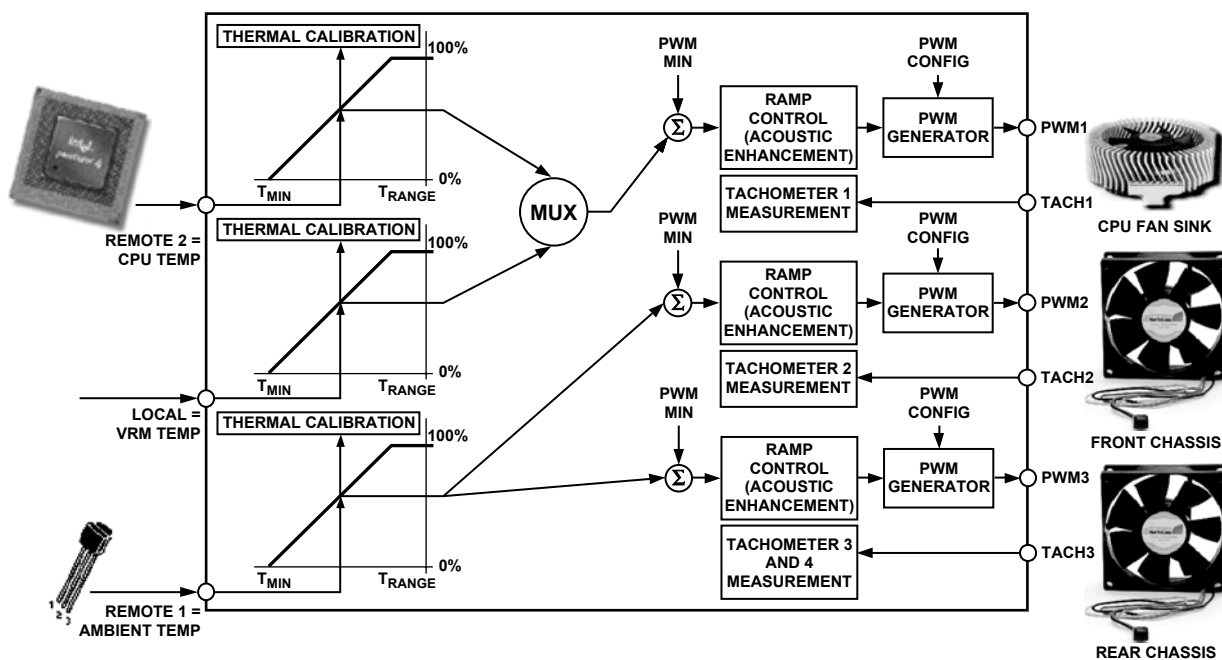 THERMAL CALIBRATION
100%
0%
T_MIN
T_RANGE
REMOTE 2 =
CPU TEMP
THERMAL CALIBRATION
100%
0%
T_MIN
T_RANGE
LOCAL =
VRM TEMP
THERMAL CALIBRATION
100%
0%
T_MIN
T_RANGE
REMOTE 1 =
AMBIENT TEMP
1
2
3
intel
MUX
PWM
MIN
Σ
RAMP
CONTROL
(ACOUSTIC
ENHANCEMENT)
PWM
CONFIG
PWM
GENERATOR
PWM1
TACHOMETER 1
MEASUREMENT
TACH1
CPU FAN SINK
PWM
MIN
Σ
RAMP
CONTROL
(ACOUSTIC
ENHANCEMENT)
PWM
CONFIG
PWM
GENERATOR
PWM2
TACHOMETER 2
MEASUREMENT
TACH2
FRONT CHASSIS
PWM
MIN
Σ
RAMP
CONTROL
(ACOUSTIC
ENHANCEMENT)
PWM
CONFIG
PWM
GENERATOR
PWM3
TACHOMETER 3
AND 4
MEASUREMENT
TACH3
REAR CHASSIS